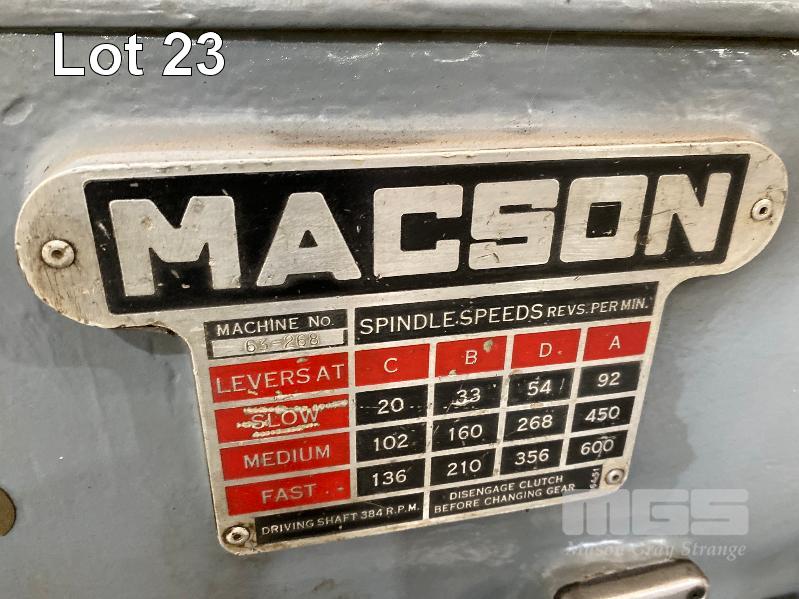 Lot 23
MACSON
MACHINE No.
63-268
SPINDLE SPEEDS REVS. PER MIN.
LEVERS AT C B D A
SLOW 20 33 54 92
MEDIUM 102 160 268 450
FAST 136 210 356 600
DRIVING SHAFT 384 R.P.M.
DISENGAGE CLUTCH
BEFORE CHANGING GEAR
MGS
Mason Gray Strange